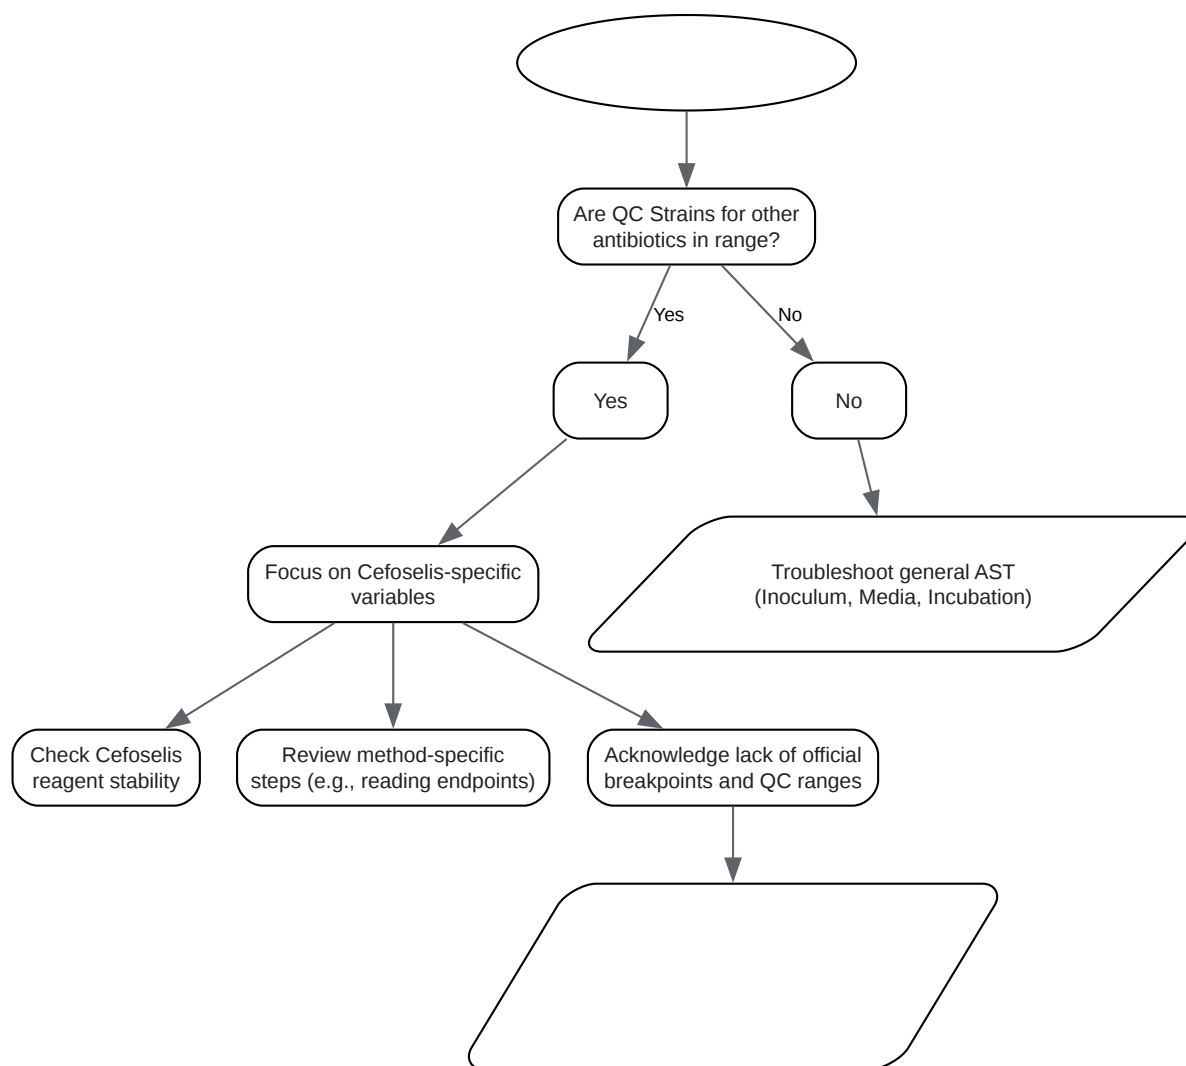 Are QC Strains for other
antibiotics in range?
Yes
No
Yes
No
Focus on Cefoselis-specific
variables
Troubleshoot general AST
(Inoculum, Media, Incubation)
Check Cefoselis
reagent stability
Review method-specific
steps (e.g., reading endpoints)
Acknowledge lack of official
breakpoints and QC ranges